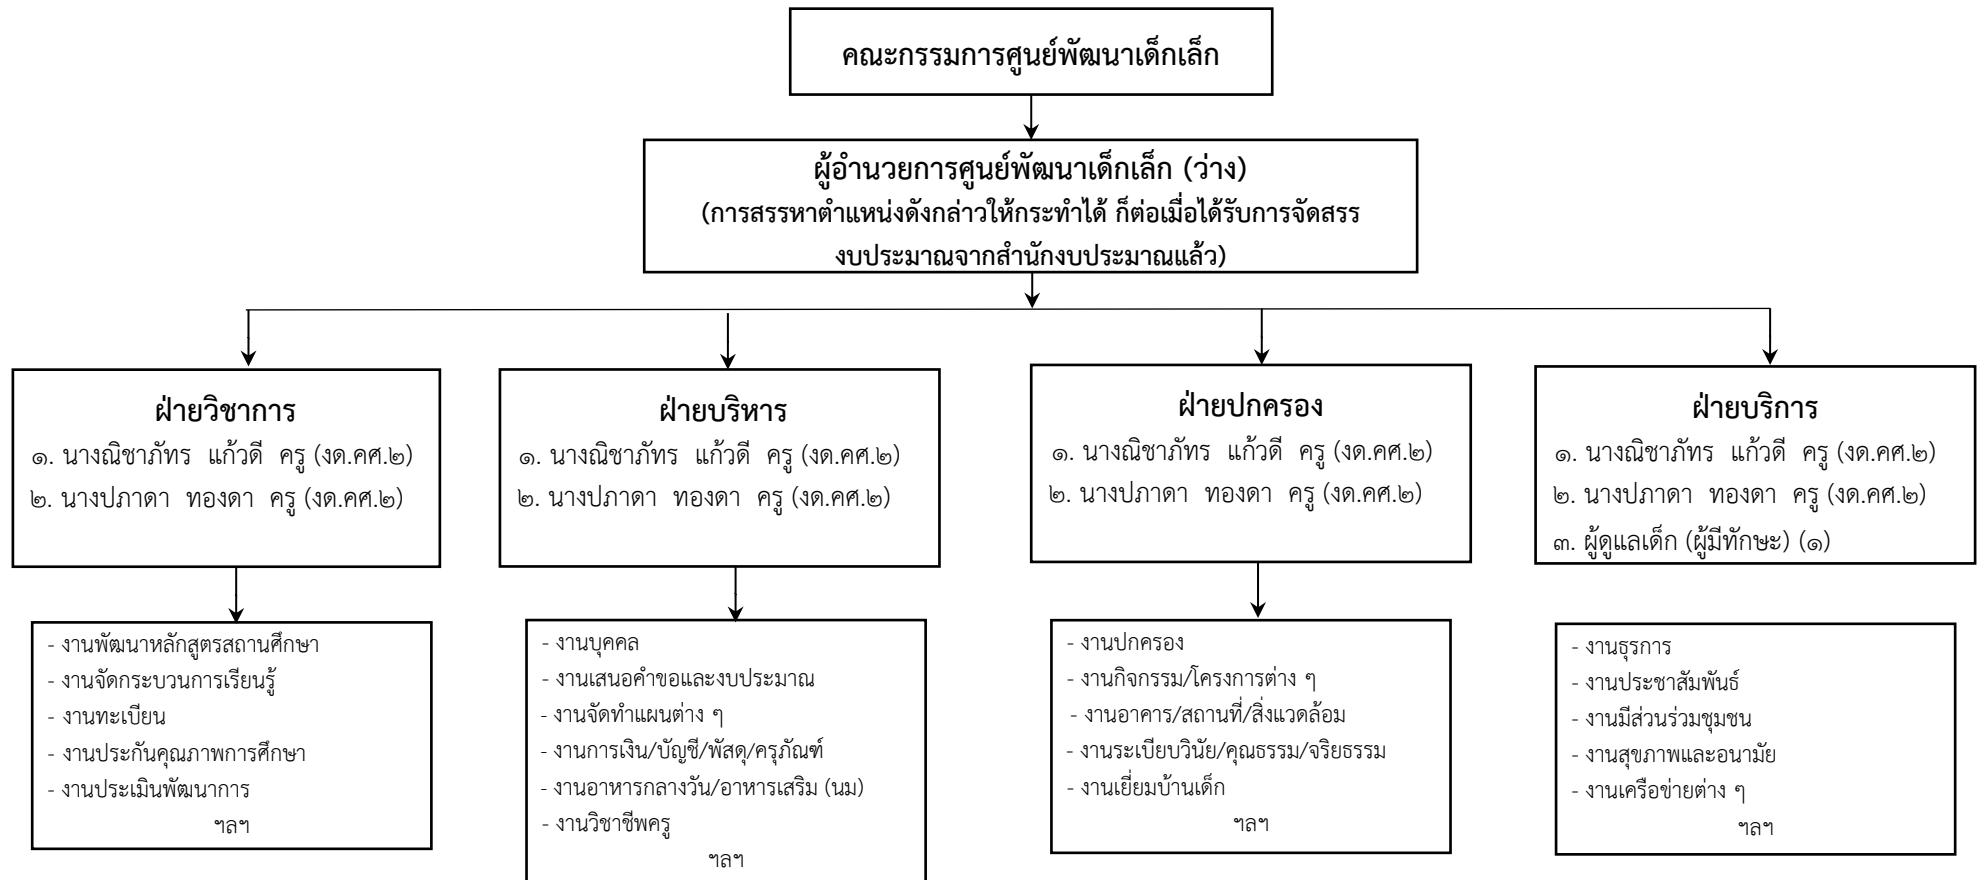 คณะกรรมการศูนย์พัฒนาเด็กเล็ก
ผู้อำนวยการศูนย์พัฒนาเด็กเล็ก (ว่าง)
(การสรรหาตำแหน่งดังกล่าวให้กระทำได้ ก็ต่อเมื่อได้รับการจัดสรร
งบประมาณจากสำนักงบประมาณแล้ว)
ฝ่ายวิชาการ
๑. นางณิชาภัทร แก้วดี ครู (งด.คศ.๒)
๒. นางปภาดา ทองดา ครู (งด.คศ.๒)
ฝ่ายบริหาร
๑. นางณิชาภัทร แก้วดี ครู (งด.คศ.๒)
๒. นางปภาดา ทองดา ครู (งด.คศ.๒)
ฝ่ายปกครอง
๑. นางณิชาภัทร แก้วดี ครู (งด.คศ.๒)
๒. นางปภาดา ทองดา ครู (งด.คศ.๒)
ฝ่ายบริการ
๑. นางณิชาภัทร แก้วดี ครู (งด.คศ.๒)
๒. นางปภาดา ทองดา ครู (งด.คศ.๒)
๓. ผู้ดูแลเด็ก (ผู้มีทักษะ) (๑)
- งานพัฒนาหลักสูตรสถานศึกษา
- งานจัดกระบวนการเรียนรู้
- งานทะเบียน
- งานประกันคุณภาพการศึกษา
- งานประเมินพัฒนาการ
ฯลฯ
- งานบุคคล
- งานเสนอคำขอและงบประมาณ
- งานจัดทำแผนต่าง ๆ
- งานการเงิน/บัญชี/พัสดุ/ครุภัณฑ์
- งานอาหารกลางวัน/อาหารเสริม (นม)
- งานวิชาชีพครู
ฯลฯ
- งานปกครอง
- งานกิจกรรม/โครงการต่าง ๆ
- งานอาคาร/สถานที่/สิ่งแวดล้อม
- งานระเบียบวินัย/คุณธรรม/จริยธรรม
- งานเยี่ยมบ้านเด็ก
ฯลฯ
- งานธุรการ
- งานประชาสัมพันธ์
- งานมีส่วนร่วมชุมชน
- งานสุขภาพและอนามัย
- งานเครือข่ายต่าง ๆ
ฯลฯ